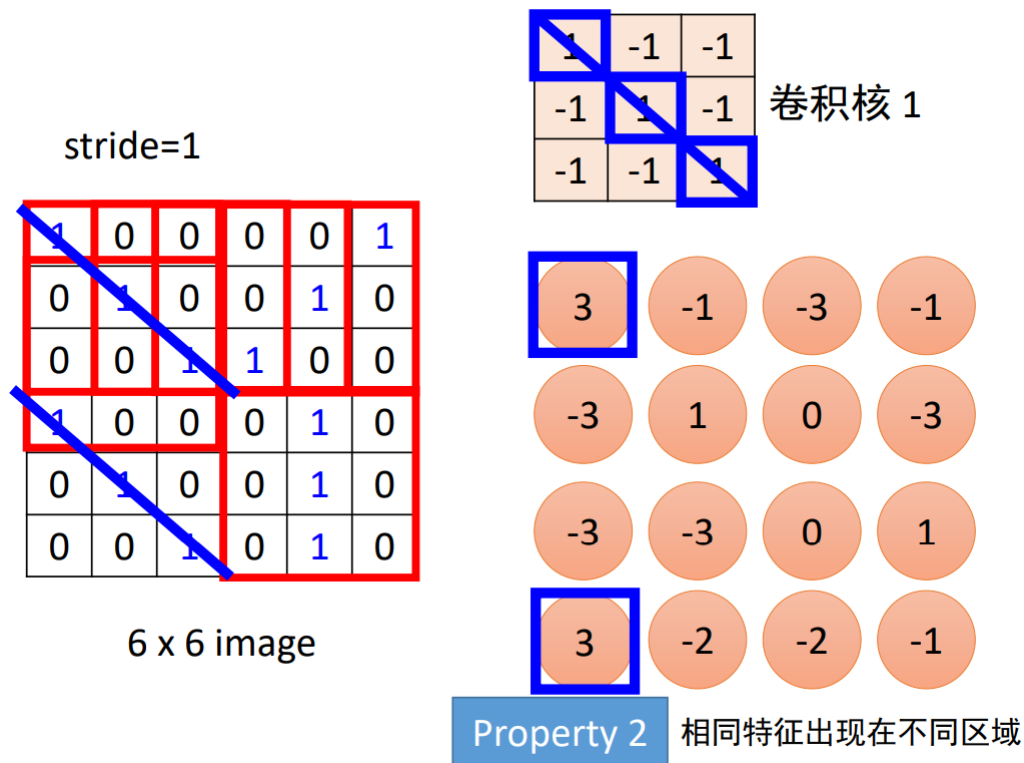 1 -1 -1
-1 1 -1
-1 -1 1
卷积核 1
stride=1
1 0 0 0 0 1
0 1 0 0 1 0
0 0 1 1 0 0
1 0 0 0 1 0
0 1 0 0 1 0
0 0 1 0 1 0
6 x 6 image
3 -1 -3 -1
-3 1 0 -3
-3 -3 0 1
3 -2 -2 -1
Property 2
相同特征出现在不同区域